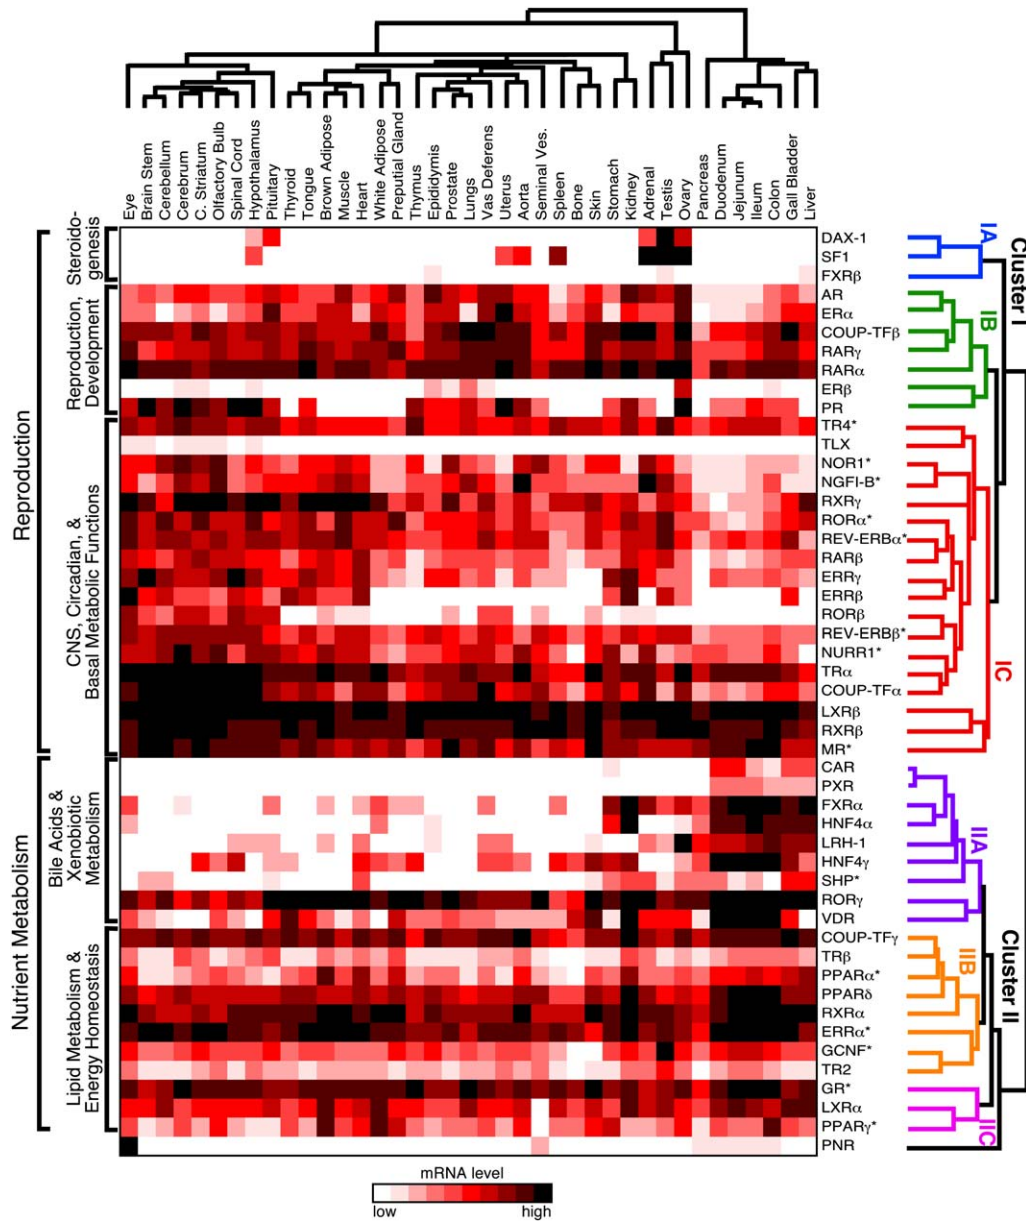 Eye
Brain Stem
Cerebellum
Cerebrum
C. Striatum
Olfactory Bulb
Spinal Cord
Hypothalamus
Pituitary
Thyroid
Tongue
Brown Adipose
Muscle
Heart
White Adipose
Preputial Gland
Thymus
Epididymis
Prostate
Lungs
Vas Deferens
Uterus
Aorta
Seminal Ves.
Spleen
Bone
Skin
Stomach
Kidney
Adrenal
Testis
Ovary
Pancreas
Duodenum
Jejunum
Ileum
Colon
Gall Bladder
Liver
Reproduction
Nutrient Metabolism
Steroido-
genesis
Reproduction,
Development
CNS, Circadian, &
Basal Metabolic Functions
Bile Acids &
Xenobiotic
Metabolism
Lipid Metabolism &
Energy Homeostasis
DAX-1
SF1
FXRβ
AR
ERα
COUP-TFβ
RARγ
RARα
ERβ
PR
TR4*
TLX
NOR1*
NGFI-B*
RXRγ
RORα*
REV-ERBα*
RARβ
ERRγ
ERRβ
RORβ
REV-ERBβ*
NURR1*
TRα
COUP-TFα
LXRβ
RXRβ
MR*
CAR
PXR
FXRα
HNF4α
LRH-1
HNF4γ
SHP*
RORγ
VDR
COUP-TFγ
TRβ
PPARα*
PPARδ
RXRα
ERRα*
GCNF*
TR2
GR*
LXRα
PPARγ*
PNR
IA
IB
IC
IIA
IIB
IIC
Cluster I
Cluster II
mRNA level
low high